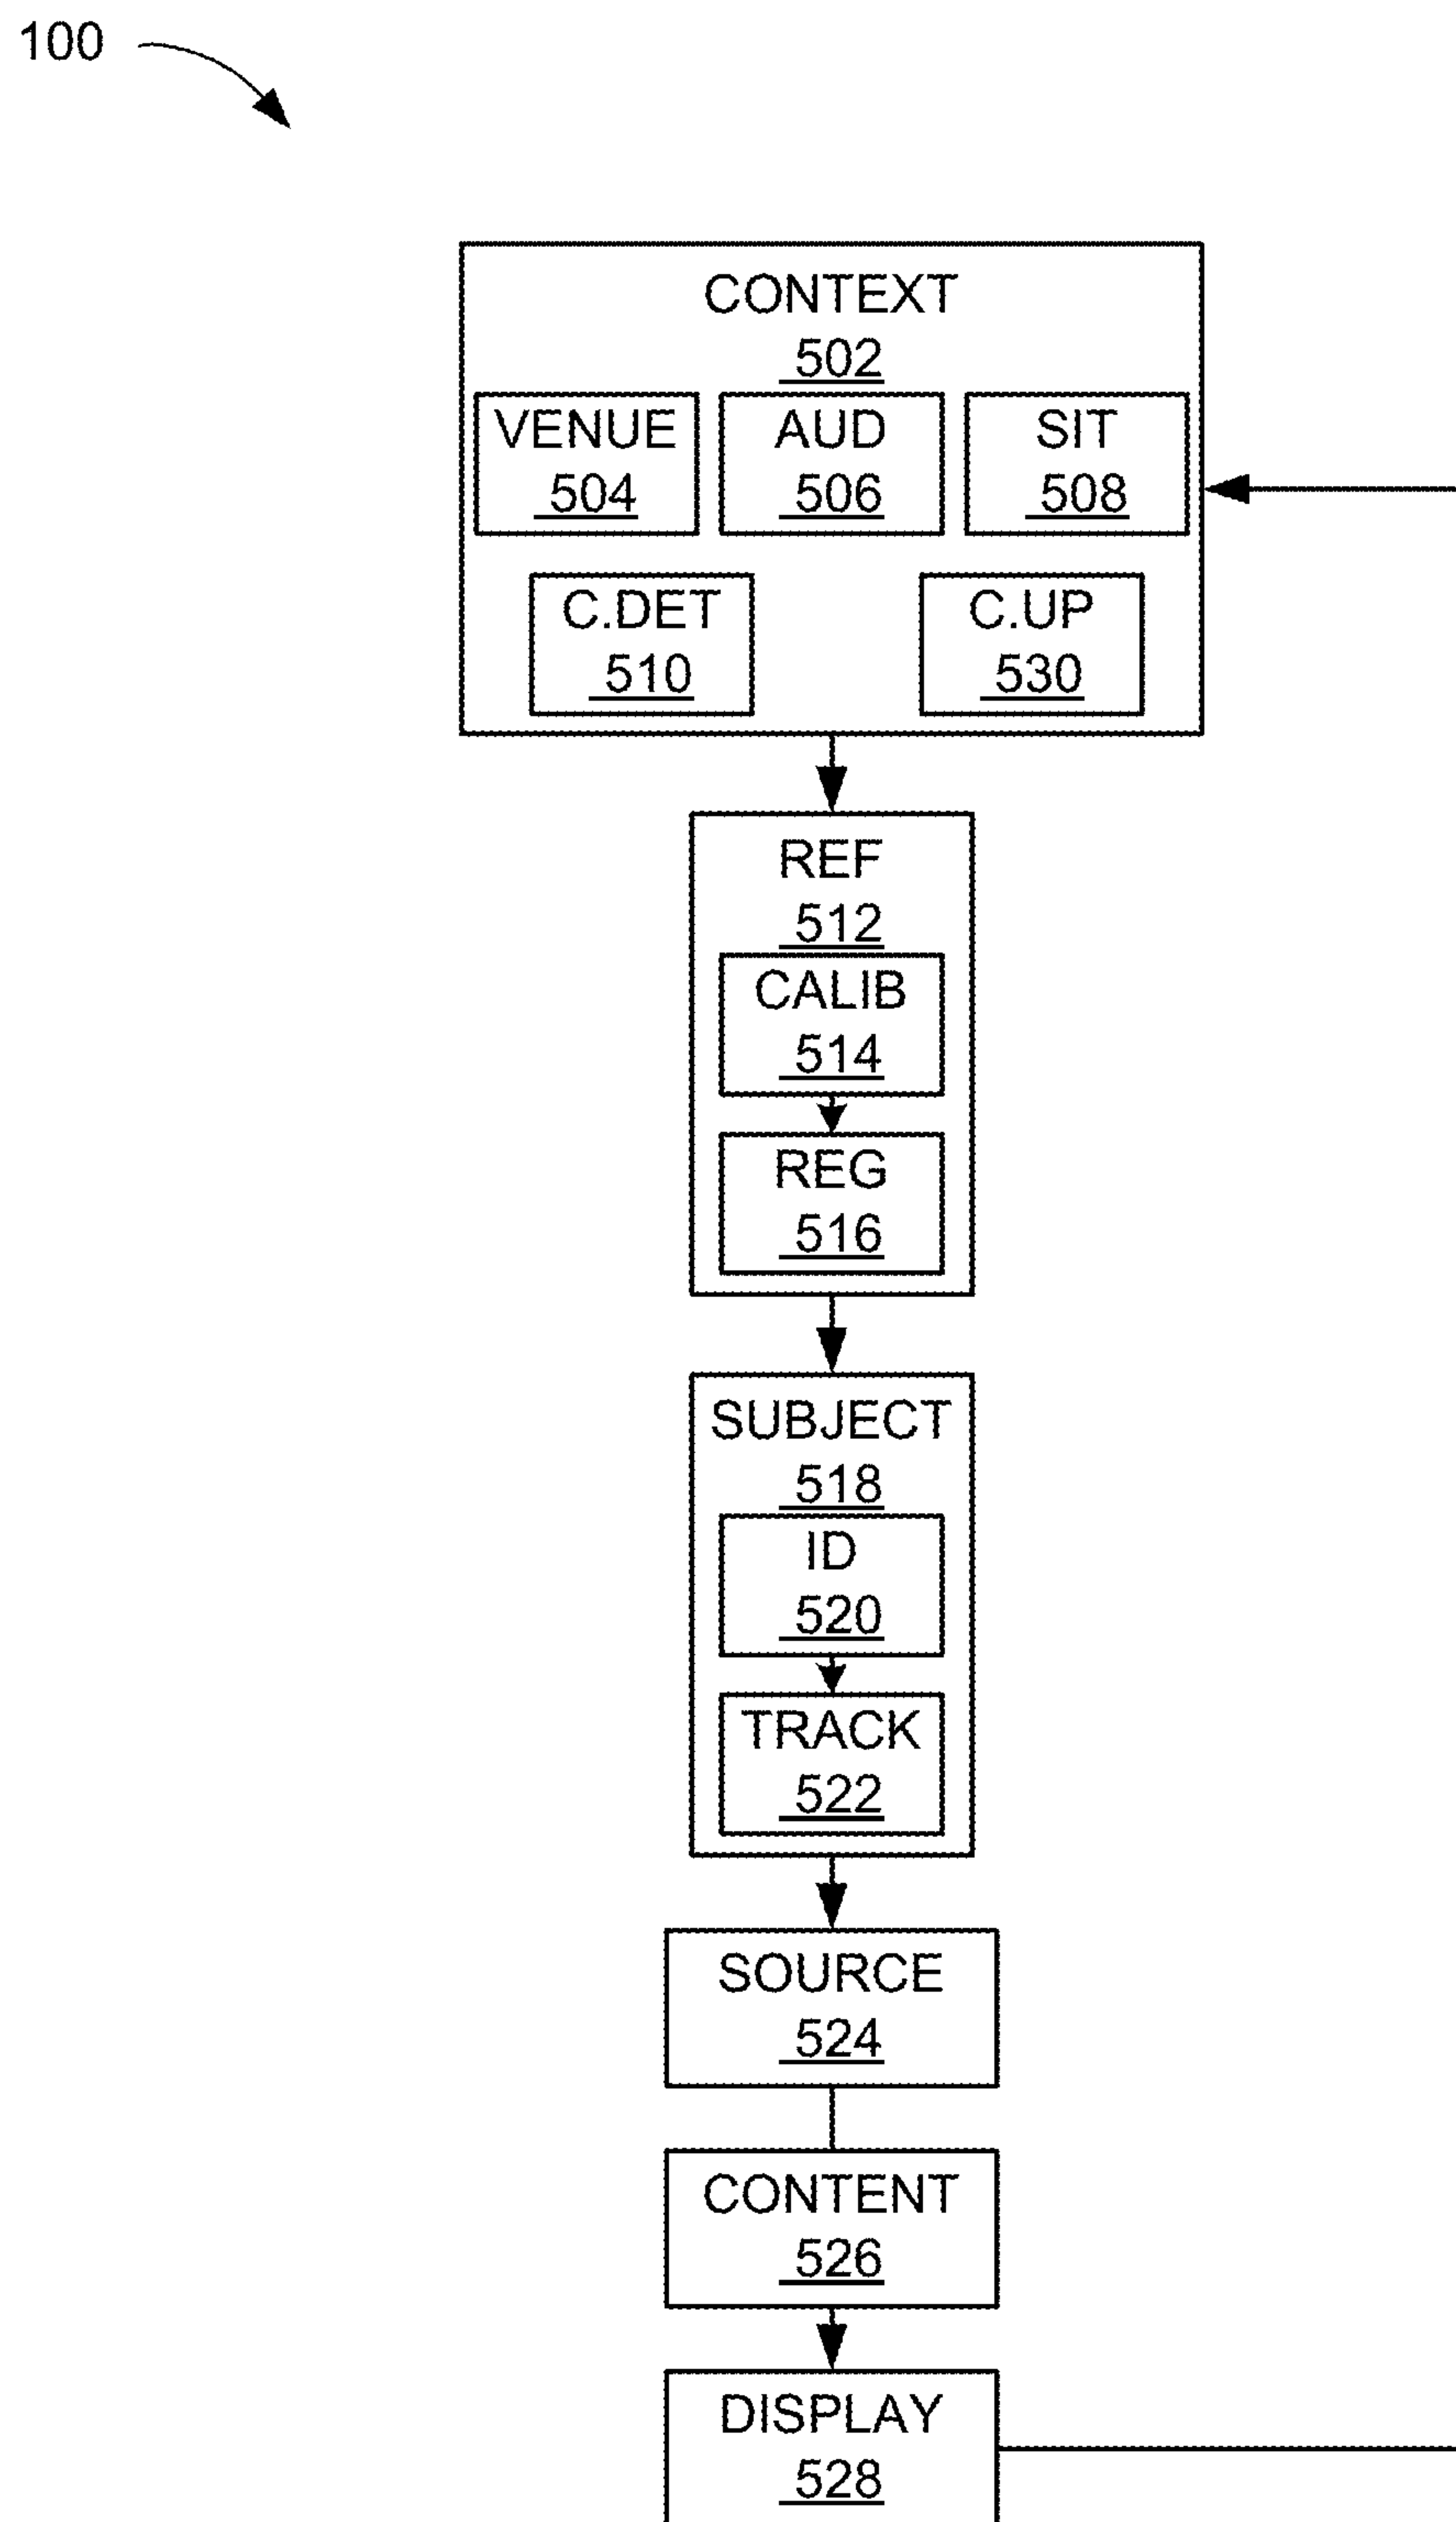 100
CONTEXT
502
VENUE AUD SIT
504 506 508
C.DET C.UP
510 530
REF
512
CALIB
514
REG
516
SUBJECT
518
ID
520
TRACK
522
SOURCE
524
CONTENT
526
DISPLAY
528